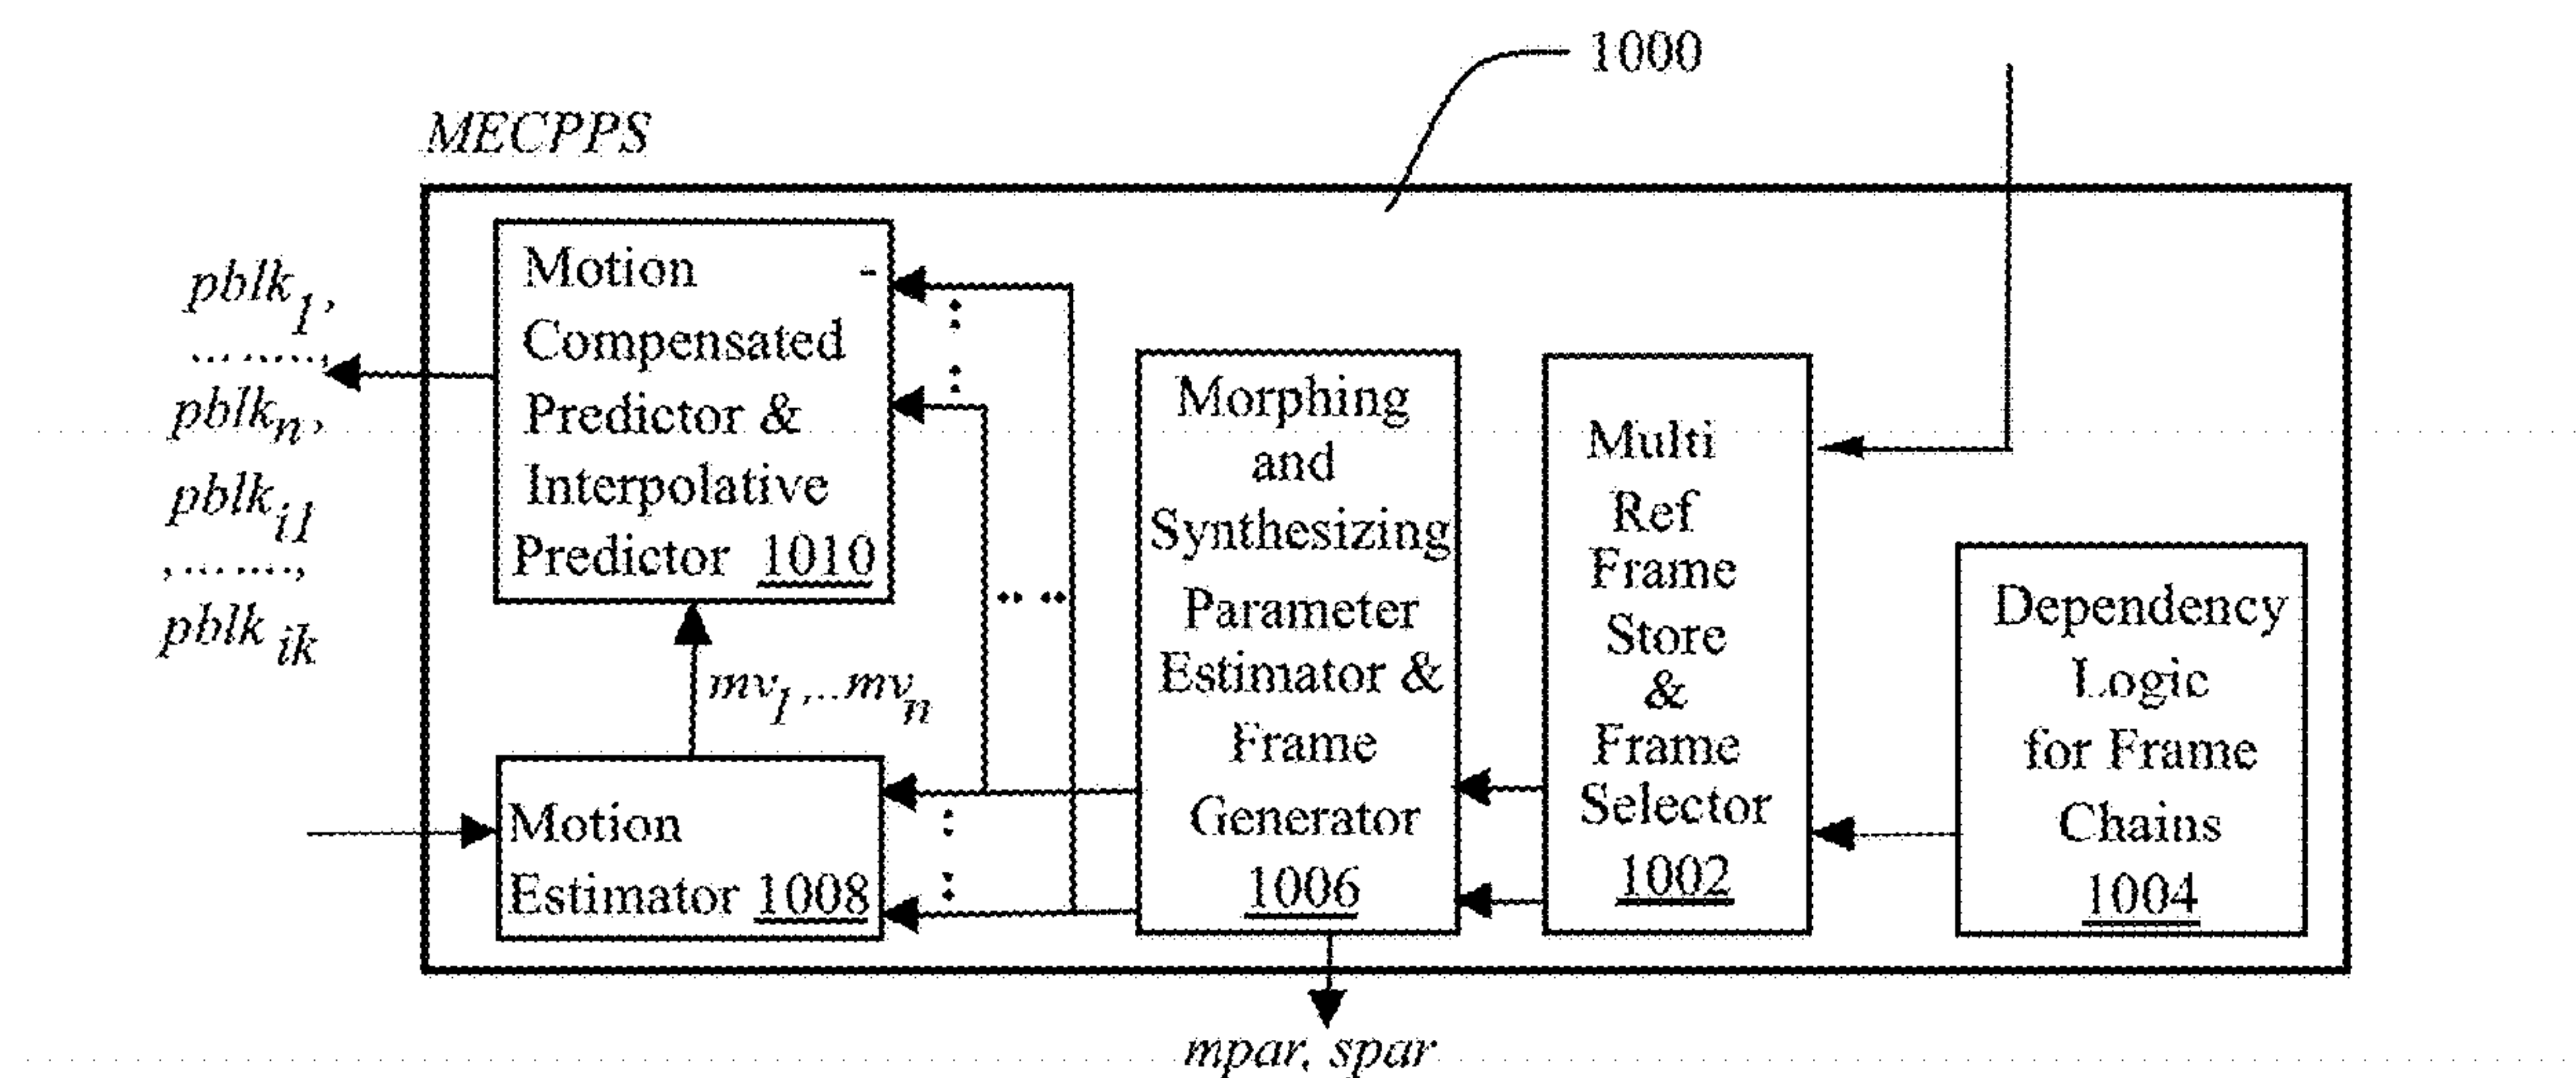 1000
MECPPS
pblk1,
.........,
pblkn,
pblki1
,.......,
pblk ik
Motion
Compensated
Predictor &
Interpolative
Predictor 1010
mv1,..mvn
Motion
Estimator 1008
Morphing
and
Synthesizing
Parameter
Estimator &
Frame
Generator
1006
Multi
Ref
Frame
Store
&
Frame
Selector
1002
Dependency
Logic
for Frame
Chains
1004
mpar, spar